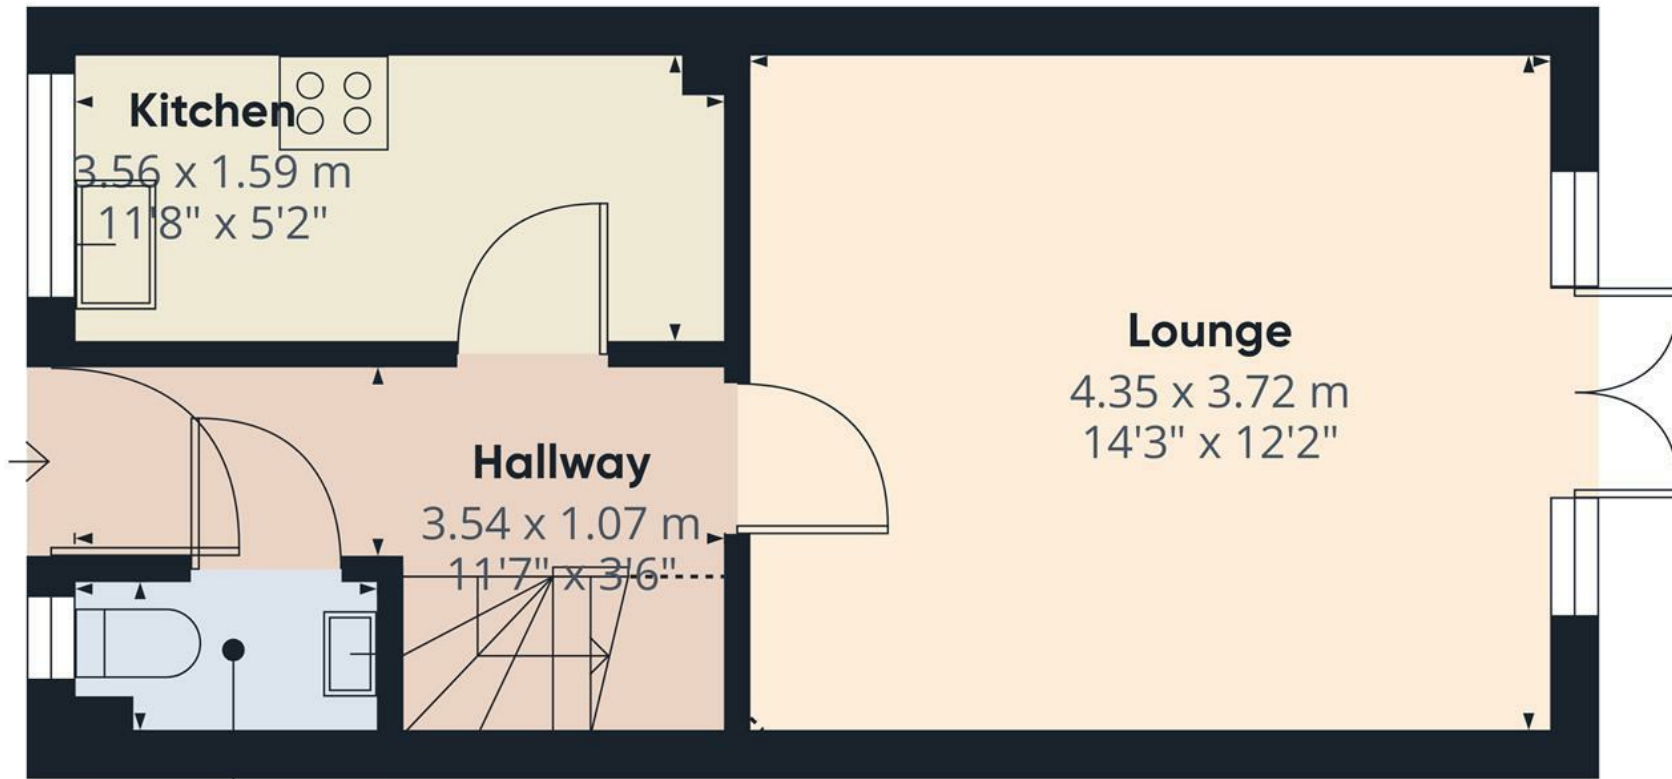 Kitchen
3.56 x 1.59 m
11'8" x 5'2"
Lounge
4.35 x 3.72 m
14'3" x 12'2"
Hallway
3.54 x 1.07 m
11'7" x 3'6"